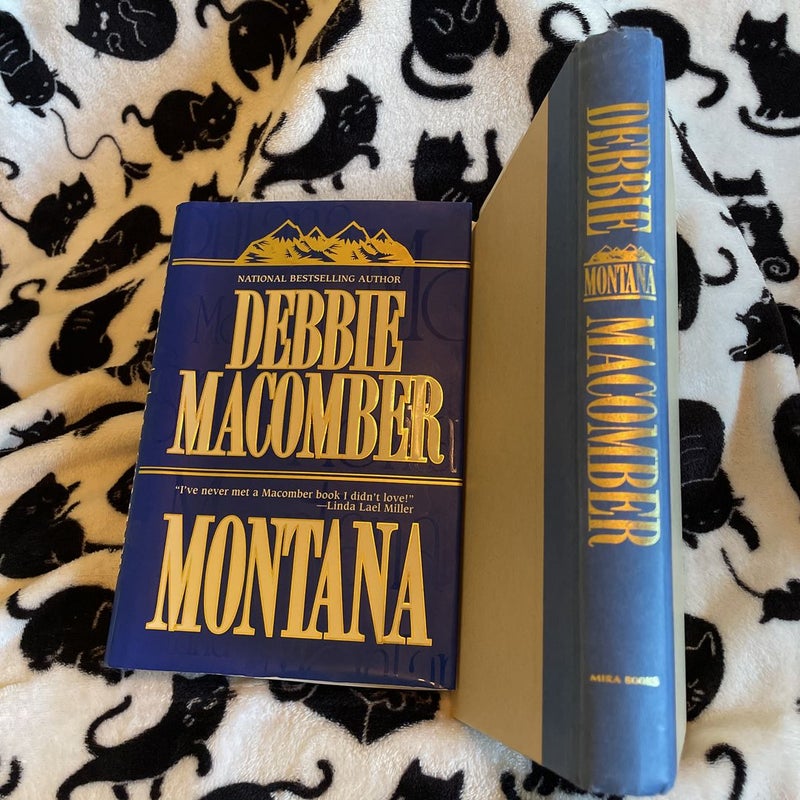 NATIONAL BESTSELLING AUTHOR
DEBBIE
MACOMBER
"I've never met a Macomber book I didn't love!"
—Linda Lael Miller
MONTANA
DEBBIE
MONTANA
MACOMBER
MIRA BOOKS